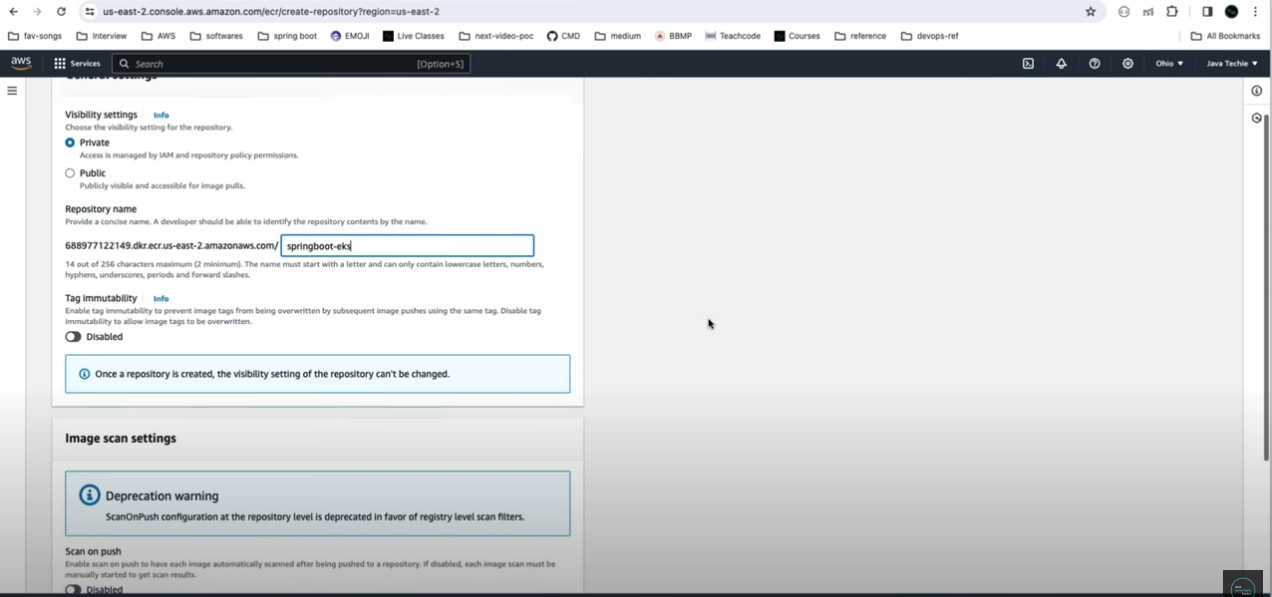 us-east-2.console.aws.amazon.com/ecr/create-repository?region=us-east-2
fav-songs Interview AWS softwares spring boot EMOJI Live Classes next-video-poc CMD medium BBMP Teachcode Courses reference devops-ref All Bookmarks
aws Services Search [Option+S] Ohio Java Techie
General settings
Visibility settings Info
Choose the visibility setting for the repository.
Private
Access is managed by IAM and repository policy permissions.
Public
Publicly visible and accessible for image pulls.
Repository name
Provide a concise name. A developer should be able to identify the repository contents by the name.
688977122149.dkr.ecr.us-east-2.amazonaws.com/ springboot-eks
14 out of 256 characters maximum (2 minimum). The name must start with a letter and can only contain lowercase letters, numbers,
hyphens, underscores, periods and forward slashes.
Tag immutability Info
Enable tag immutability to prevent image tags from being overwritten by subsequent image pushes using the same tag. Disable tag
immutability to allow image tags to be overwritten.
Disabled
Once a repository is created, the visibility setting of the repository can't be changed.
Image scan settings
Deprecation warning
ScanOnPush configuration at the repository level is deprecated in favor of registry level scan filters.
Scan on push
Enable scan on push to have each image automatically scanned after being pushed to a repository. If disabled, each image scan must be
manually started to get scan results.
Disabled